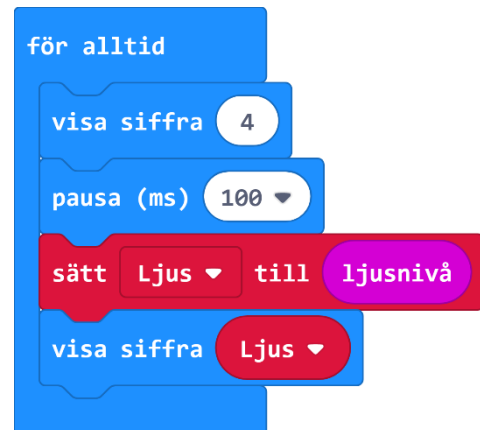 för alltid
visa siffra 4
pausa (ms) 100
sätt Ljus till ljusnivå
visa siffra Ljus